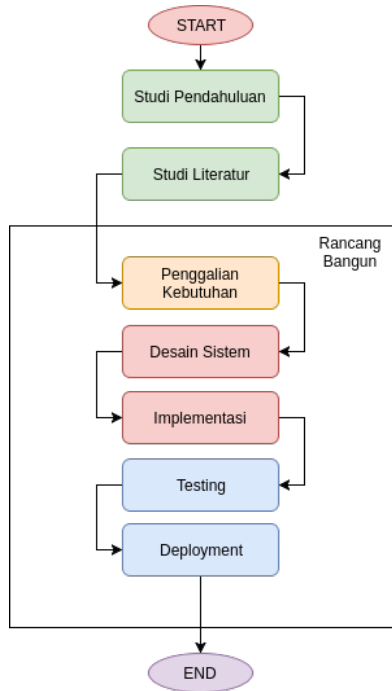 START
Studi Pendahuluan
Studi Literatur
Rancang
Bangun
Penggalian
Kebutuhan
Desain Sistem
Implementasi
Testing
Deployment
END